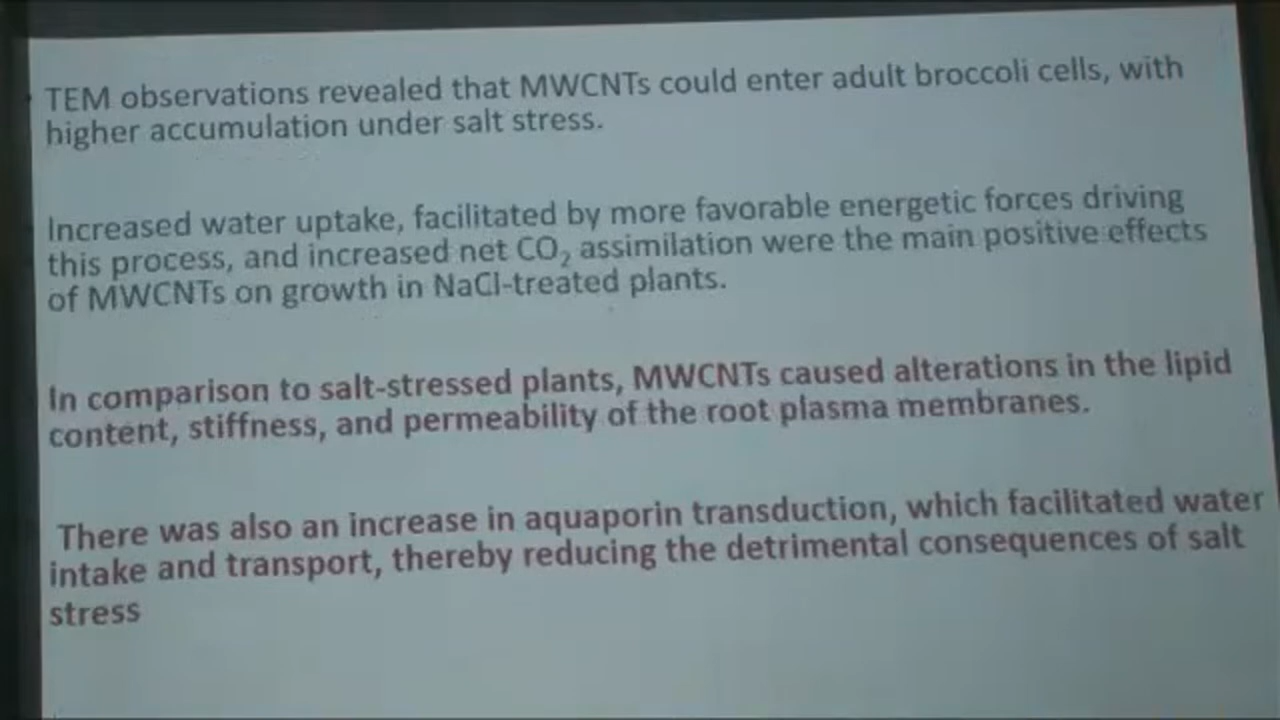 TEM observations revealed that MWCNTs could enter adult broccoli cells, with
higher accumulation under salt stress.
Increased water uptake, facilitated by more favorable energetic forces driving
this process, and increased net CO₂ assimilation were the main positive effects
of MWCNTs on growth in NaCl-treated plants.
In comparison to salt-stressed plants, MWCNTs caused alterations in the lipid
content, stiffness, and permeability of the root plasma membranes.
There was also an increase in aquaporin transduction, which facilitated water
intake and transport, thereby reducing the detrimental consequences of salt
stress